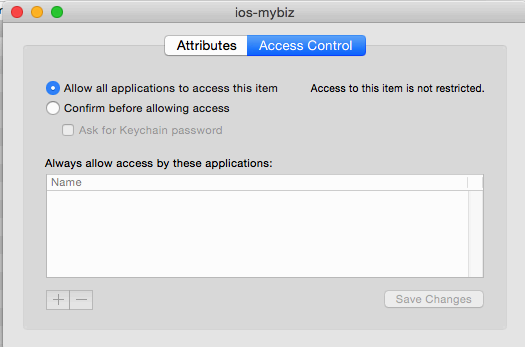 ios-mybiz
Attributes Access Control
Allow all applications to access this item Access to this item is not restricted.
Confirm before allowing access
Ask for Keychain password
Always allow access by these applications:
Name
+ −
Save Changes